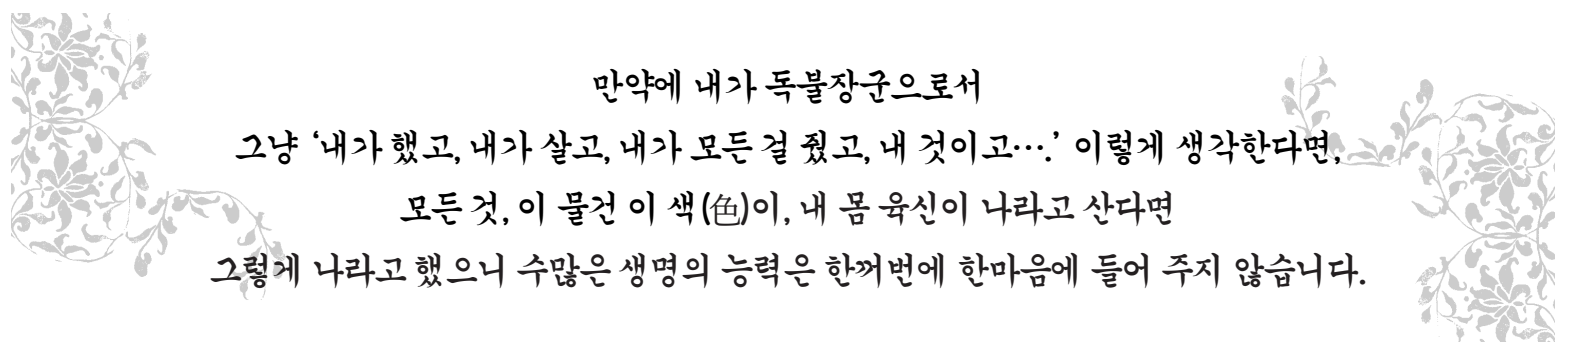 만약에 내가 독불장군으로서
그냥 ‘내가 했고, 내가 살고, 내가 모든 걸 줬고, 내 것이고….’ 이렇게 생각한다면,
모든 것, 이 물건 이 색(色)이, 내 몸 육신이 나라고 산다면
그렇게 나라고 했으니 수많은 생명의 능력은 한꺼번에 한마음에 들어 주지 않습니다.